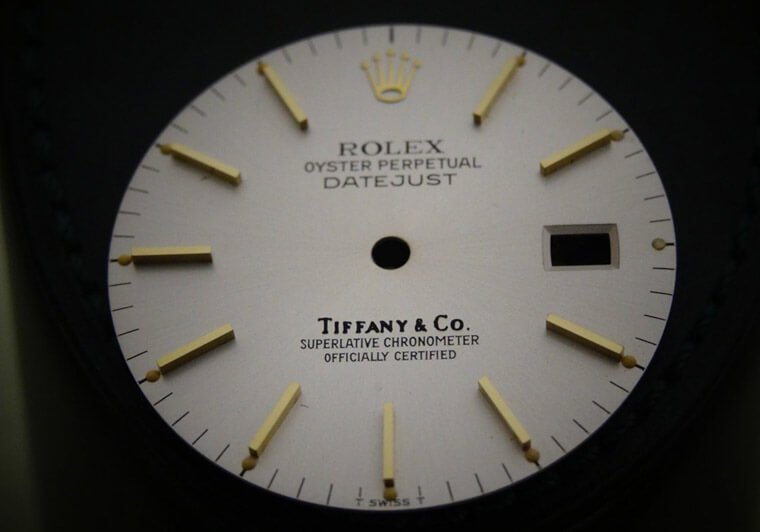 ROLEX
OYSTER PERPETUAL
DATEJUST
TIFFANY & CO.
SUPERLATIVE CHRONOMETER
OFFICIALLY CERTIFIED
T SWISS T